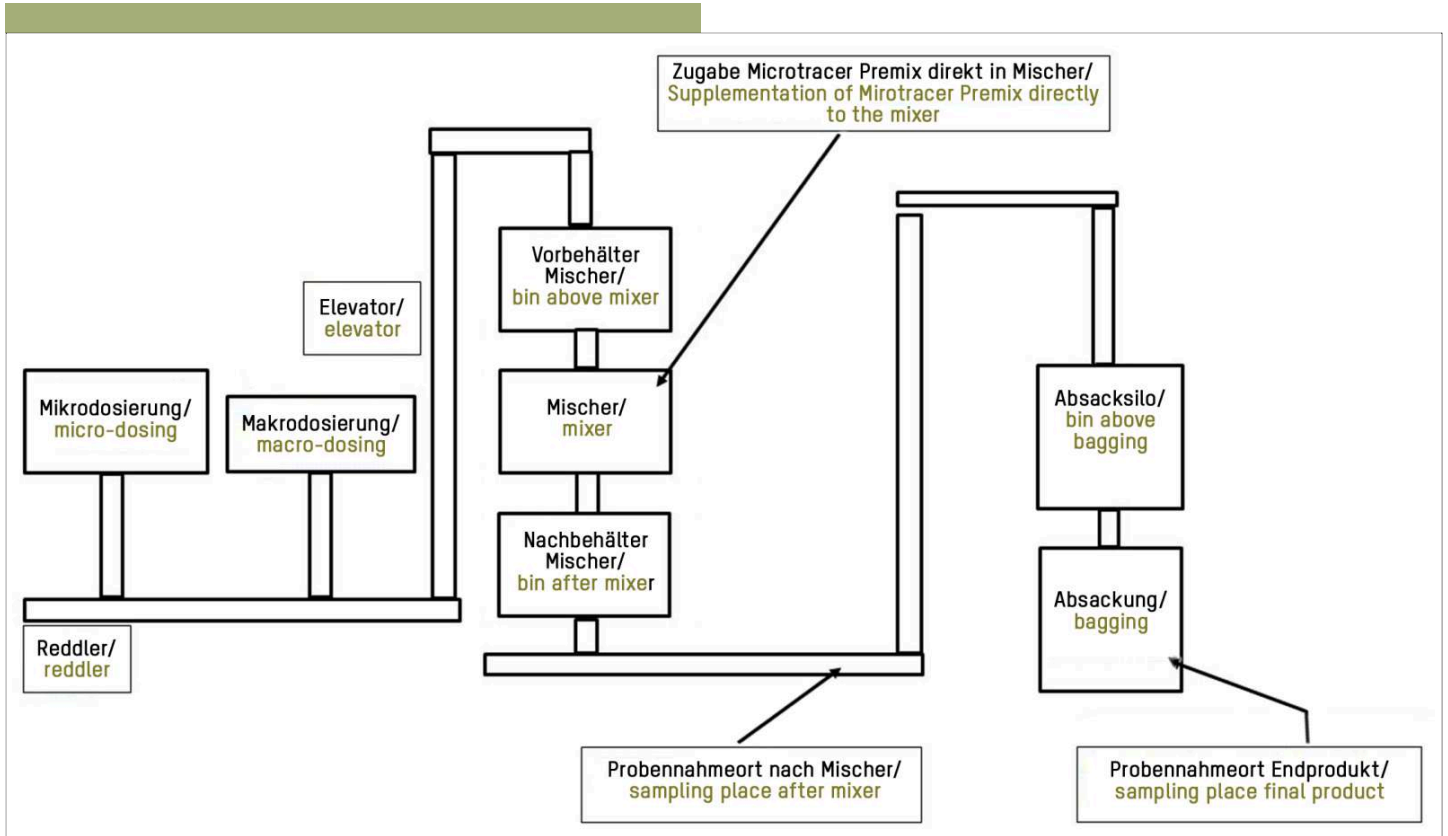 Zugabe Microtracer Premix direkt in Mischer/
Supplementation of Mirotracer Premix directly
to the mixer
Vorbehälter
Mischer/
bin above mixer
Elevator/
elevator
Mikrodosierung/
micro-dosing
Makrodosierung/
macro-dosing
Mischer/
mixer
Absacksilo/
bin above
bagging
Nachbehälter
Mischer/
bin after mixer
Absackung/
bagging
Reddler/
reddler
Probennahmeort nach Mischer/
sampling place after mixer
Probennahmeort Endprodukt/
sampling place final product